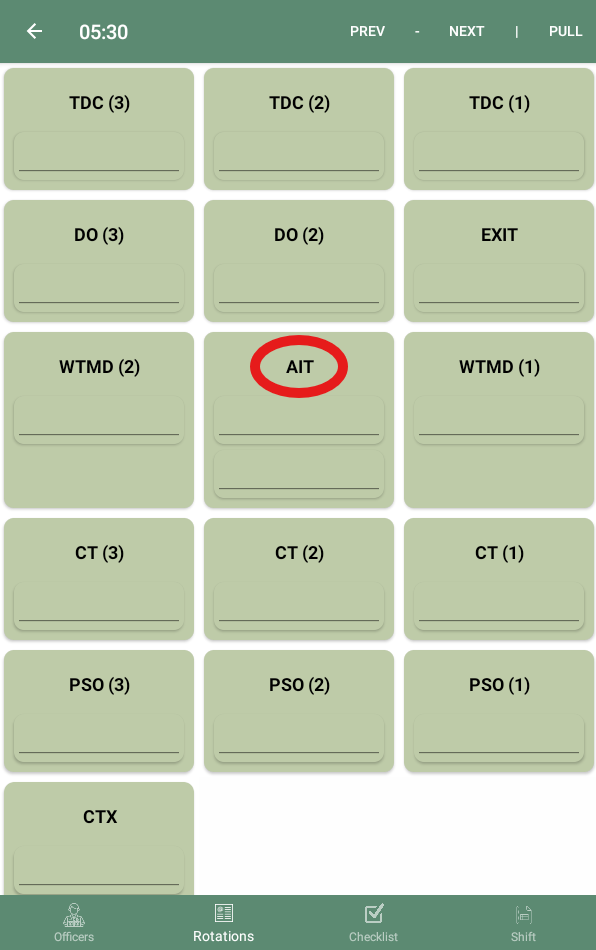 05:30 PREV - NEXT | PULL
TDC (3) TDC (2) TDC (1)
DO (3) DO (2) EXIT
WTMD (2) AIT WTMD (1)
CT (3) CT (2) CT (1)
PSO (3) PSO (2) PSO (1)
CTX
Officers Rotations Checklist Shift